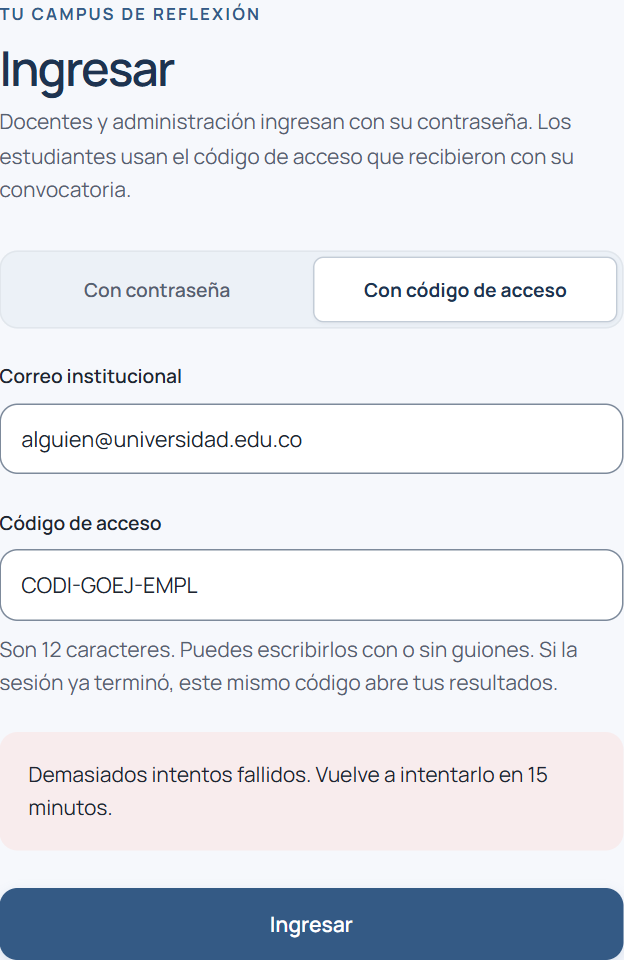 TU CAMPUS DE REFLEXIÓN
Ingresar
Docentes y administración ingresan con su contraseña. Los
estudiantes usan el código de acceso que recibieron con su
convocatoria.
Con contraseña
Con código de acceso
Correo institucional
alguien@universidad.edu.co
Código de acceso
CODI-GOEJ-EMPL
Son 12 caracteres. Puedes escribirlos con o sin guiones. Si la
sesión ya terminó, este mismo código abre tus resultados.
Demasiados intentos fallidos. Vuelve a intentarlo en 15
minutos.
Ingresar